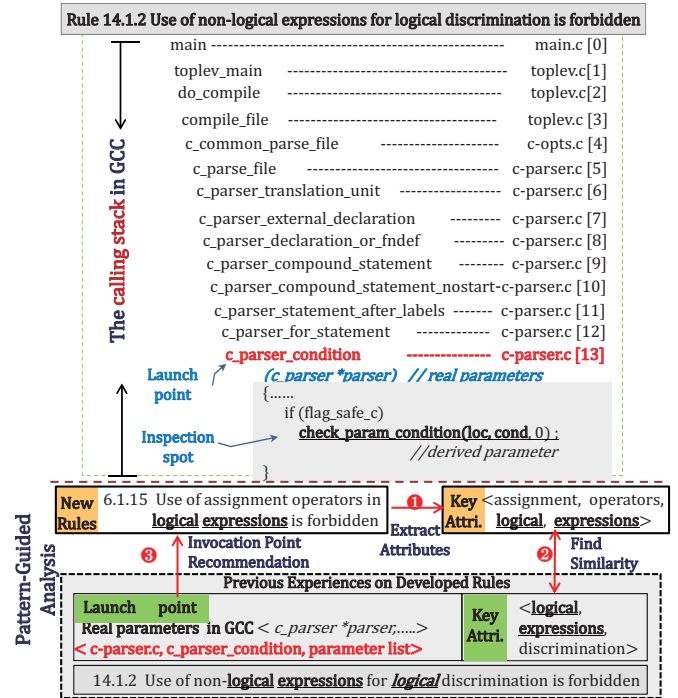 Rule 14.1.2 Use of non-logical expressions for logical discrimination is forbidden
The calling stack in GCC
main ---------------------------------------------- main.c [0]
toplev_main ---------------------------------- toplev.c[1]
do_compile ---------------------------------- toplev.c[2]
compile_file ---------------------------------- toplev.c [3]
c_common_parse_file ------------------- c-opts.c [4]
c_parse_file ----------------------------- c-parser.c [5]
c_parser_translation_unit --------------- c-parser.c [6]
c_parser_external_declaration --------- c-parser.c [7]
c_parser_declaration_or_fndef --------- c-parser.c [8]
c_parser_compound_statement --------- c-parser.c [9]
c_parser_compound_statement_nostart-c-parser.c [10]
c_parser_statement_after_labels ------- c-parser.c [11]
c_parser_for_statement ------------- c-parser.c [12]
c_parser_condition --------------- c-parser.c [13]
Launch point
(c_parser *parser) // real parameters
{......
if (flag_safe_c)
Inspection spot
check_param_condition(loc, cond, 0) ;
//derived parameter
}
Pattern-Guided Analysis
New Rules
6.1.15 Use of assignment operators in
logical expressions is forbidden
❶
Extract Attributes
Key Attri.
<assignment, operators,
logical, expressions>
❸
Invocation Point
Recommendation
❷
Find
Similarity
Previous Experiences on Developed Rules
Launch point
Real parameters in GCC < c_parser *parser,.....>
< c-parser.c, c_parser_condition, parameter list>
Key Attri.
<logical,
expressions,
discrimination>
14.1.2 Use of non-logical expressions for logical discrimination is forbidden